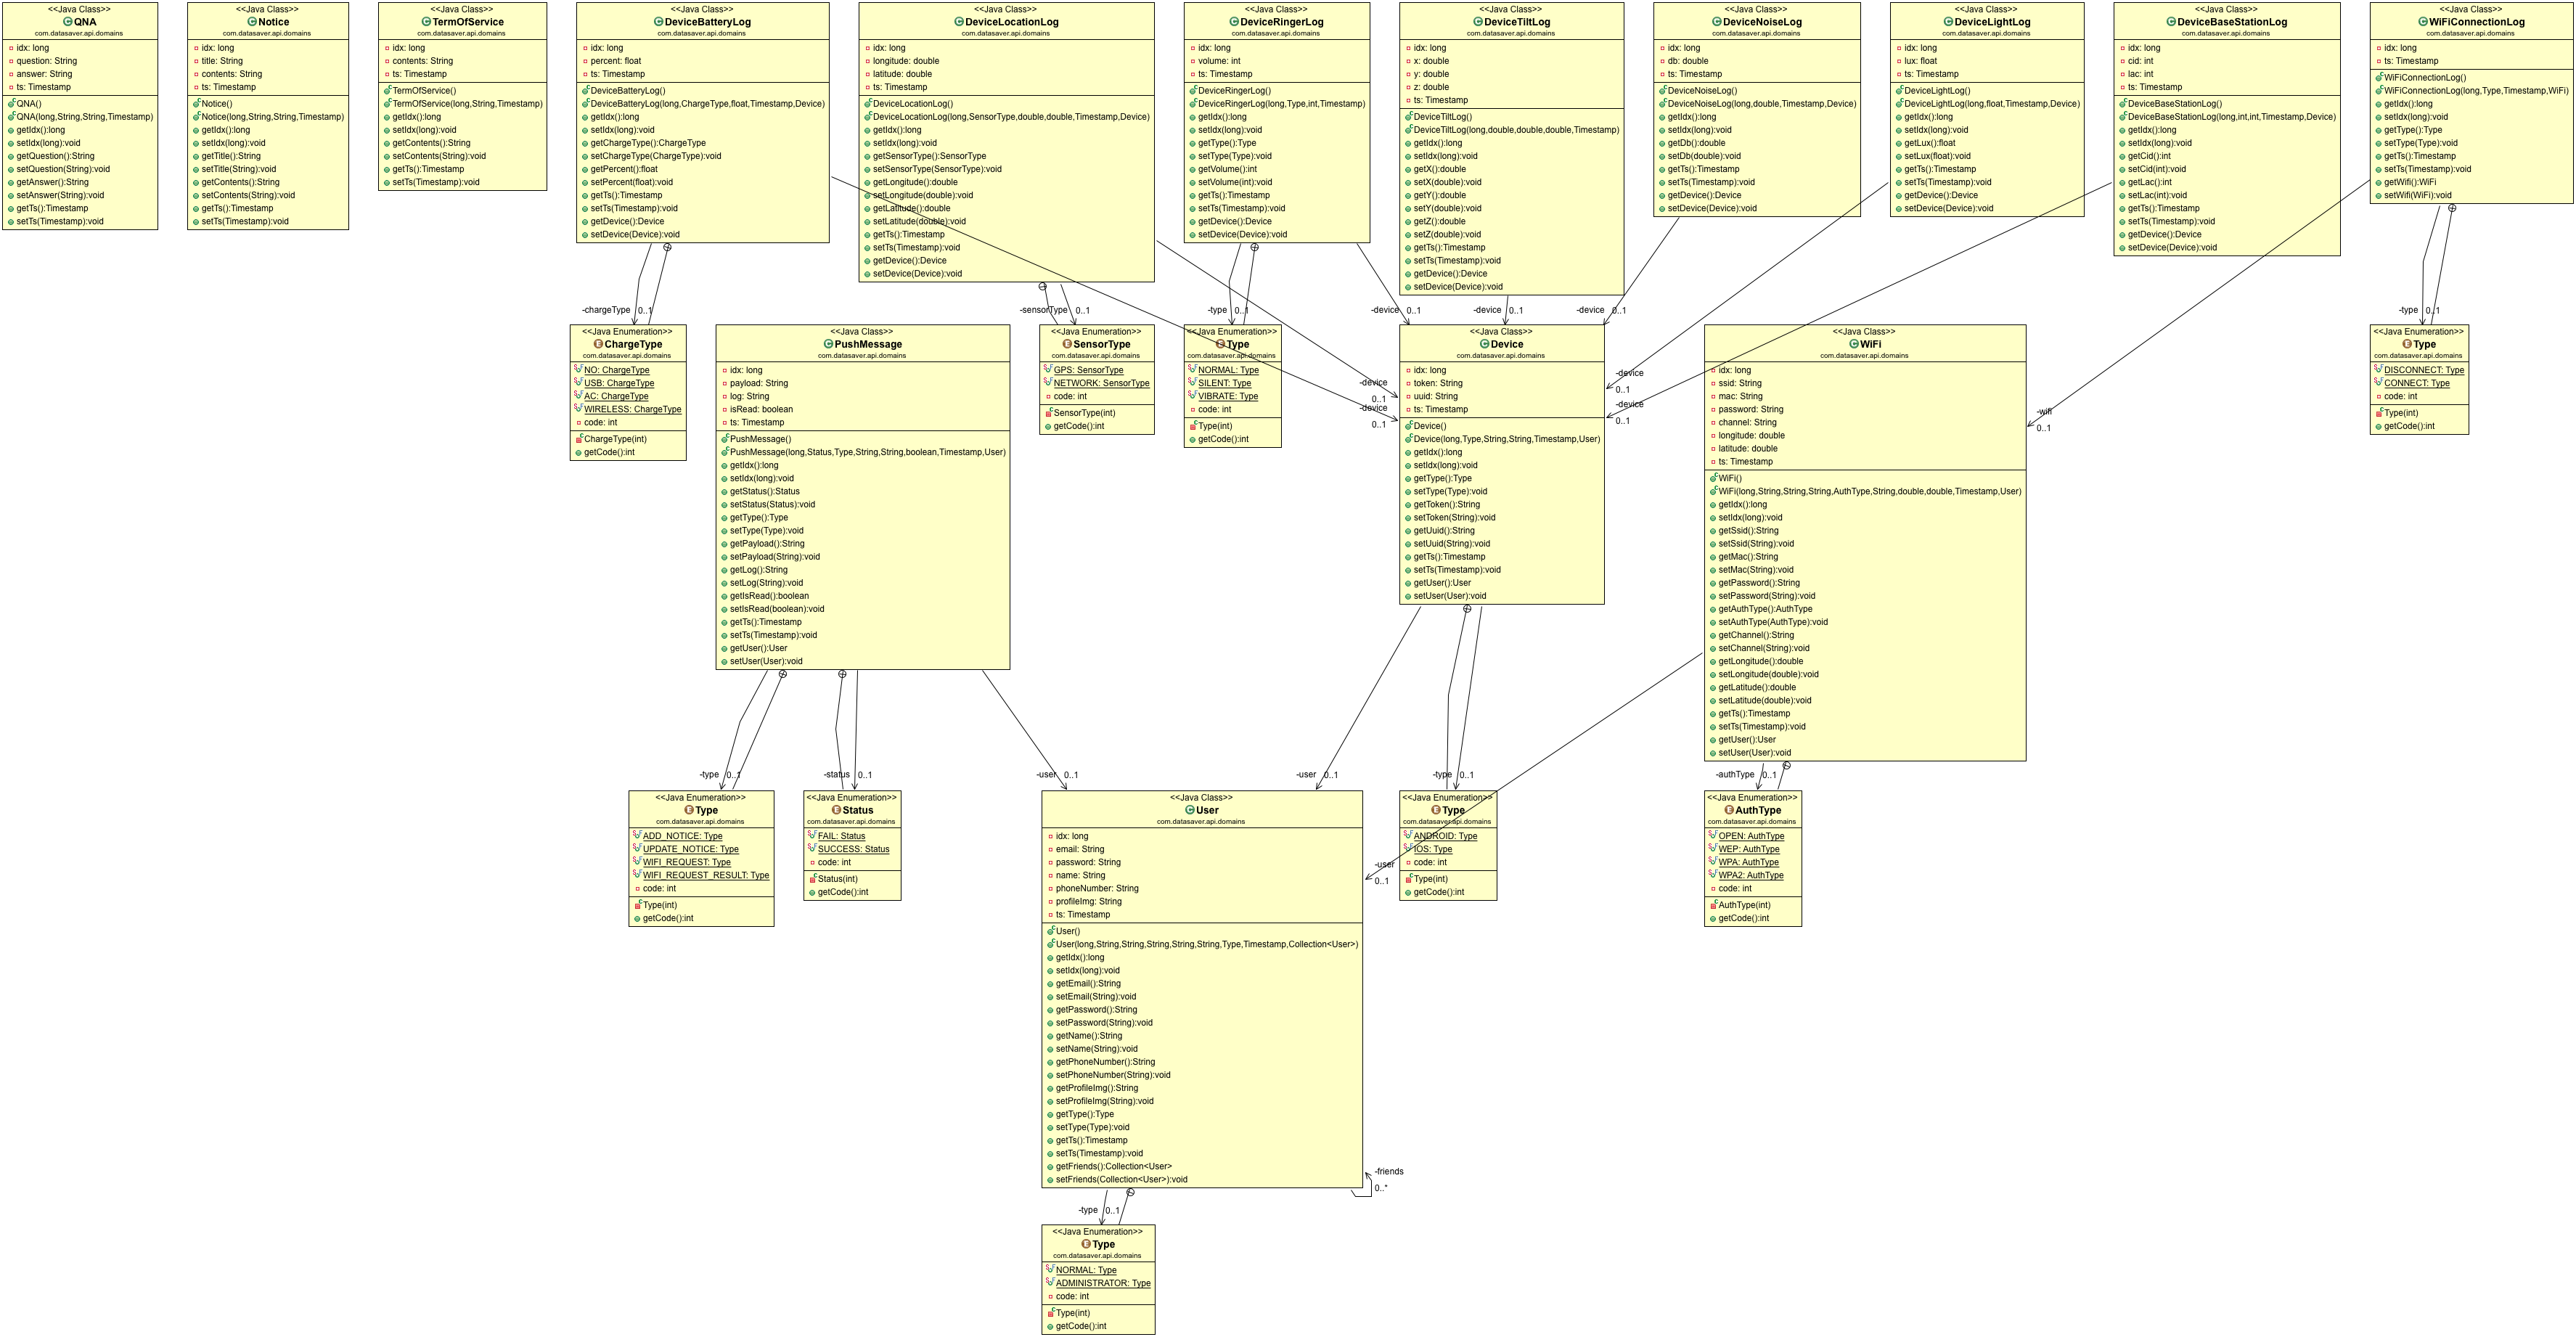 <<Java Class>>
QNA
com.datasaver.api.domains
idx: long
question: String
answer: String
ts: Timestamp
QNA()
QNA(long,String,String,Timestamp)
getIdx():long
setIdx(long):void
getQuestion():String
setQuestion(String):void
getAnswer():String
setAnswer(String):void
getTs():Timestamp
setTs(Timestamp):void
<<Java Class>>
Notice
com.datasaver.api.domains
idx: long
title: String
contents: String
ts: Timestamp
Notice()
Notice(long,String,String,Timestamp)
getIdx():long
setIdx(long):void
getTitle():String
setTitle(String):void
getContents():String
setContents(String):void
getTs():Timestamp
setTs(Timestamp):void
<<Java Class>>
TermOfService
com.datasaver.api.domains
idx: long
contents: String
ts: Timestamp
TermOfService()
TermOfService(long,String,Timestamp)
getIdx():long
setIdx(long):void
getContents():String
setContents(String):void
getTs():Timestamp
setTs(Timestamp):void
<<Java Class>>
DeviceBatteryLog
com.datasaver.api.domains
idx: long
percent: float
ts: Timestamp
DeviceBatteryLog()
DeviceBatteryLog(long,ChargeType,float,Timestamp,Device)
getIdx():long
setIdx(long):void
getChargeType():ChargeType
setChargeType(ChargeType):void
getPercent():float
setPercent(float):void
getTs():Timestamp
setTs(Timestamp):void
getDevice():Device
setDevice(Device):void
<<Java Class>>
DeviceLocationLog
com.datasaver.api.domains
idx: long
longitude: double
latitude: double
ts: Timestamp
DeviceLocationLog()
DeviceLocationLog(long,SensorType,double,double,Timestamp,Device)
getIdx():long
setIdx(long):void
getSensorType():SensorType
setSensorType(SensorType):void
getLongitude():double
setLongitude(double):void
getLatitude():double
setLatitude(double):void
getTs():Timestamp
setTs(Timestamp):void
getDevice():Device
setDevice(Device):void
<<Java Class>>
DeviceRingerLog
com.datasaver.api.domains
idx: long
volume: int
ts: Timestamp
DeviceRingerLog()
DeviceRingerLog(long,Type,int,Timestamp)
getIdx():long
setIdx(long):void
getType():Type
setType(Type):void
getVolume():int
setVolume(int):void
getTs():Timestamp
setTs(Timestamp):void
getDevice():Device
setDevice(Device):void
<<Java Class>>
DeviceTiltLog
com.datasaver.api.domains
idx: long
x: double
y: double
z: double
ts: Timestamp
DeviceTiltLog()
DeviceTiltLog(long,double,double,double,Timestamp)
getIdx():long
setIdx(long):void
getX():double
setX(double):void
getY():double
setY(double):void
getZ():double
setZ(double):void
getTs():Timestamp
setTs(Timestamp):void
getDevice():Device
setDevice(Device):void
<<Java Class>>
DeviceNoiseLog
com.datasaver.api.domains
idx: long
db: double
ts: Timestamp
DeviceNoiseLog()
DeviceNoiseLog(long,double,Timestamp,Device)
getIdx():long
setIdx(long):void
getDb():double
setDb(double):void
getTs():Timestamp
setTs(Timestamp):void
getDevice():Device
setDevice(Device):void
<<Java Class>>
DeviceLightLog
com.datasaver.api.domains
idx: long
lux: float
ts: Timestamp
DeviceLightLog()
DeviceLightLog(long,float,Timestamp,Device)
getIdx():long
setIdx(long):void
getLux():float
setLux(float):void
getTs():Timestamp
setTs(Timestamp):void
getDevice():Device
setDevice(Device):void
<<Java Class>>
DeviceBaseStationLog
com.datasaver.api.domains
idx: long
cid: int
lac: int
ts: Timestamp
DeviceBaseStationLog()
DeviceBaseStationLog(long,int,int,Timestamp,Device)
getIdx():long
setIdx(long):void
getCid():int
setCid(int):void
getLac():int
setLac(int):void
getTs():Timestamp
setTs(Timestamp):void
getDevice():Device
setDevice(Device):void
<<Java Class>>
WiFiConnectionLog
com.datasaver.api.domains
idx: long
ts: Timestamp
WiFiConnectionLog()
WiFiConnectionLog(long,Type,Timestamp,WiFi)
getIdx():long
setIdx(long):void
getType():Type
setType(Type):void
getTs():Timestamp
setTs(Timestamp):void
getWifi():WiFi
setWifi(WiFi):void
-chargeType 0..1
-sensorType 0..1
-type 0..1
-device 0..1
-device 0..1
-device 0..1
-type 0..1
<<Java Enumeration>>
ChargeType
com.datasaver.api.domains
NO: ChargeType
USB: ChargeType
AC: ChargeType
WIRELESS: ChargeType
code: int
ChargeType(int)
getCode():int
<<Java Class>>
PushMessage
com.datasaver.api.domains
idx: long
payload: String
log: String
isRead: boolean
ts: Timestamp
PushMessage()
PushMessage(long,Status,Type,String,String,boolean,Timestamp,User)
getIdx():long
setIdx(long):void
getStatus():Status
setStatus(Status):void
getType():Type
setType(Type):void
getPayload():String
setPayload(String):void
getLog():String
setLog(String):void
getIsRead():boolean
setIsRead(boolean):void
getTs():Timestamp
setTs(Timestamp):void
getUser():User
setUser(User):void
<<Java Enumeration>>
SensorType
com.datasaver.api.domains
GPS: SensorType
NETWORK: SensorType
code: int
SensorType(int)
getCode():int
<<Java Enumeration>>
Type
com.datasaver.api.domains
NORMAL: Type
SILENT: Type
VIBRATE: Type
code: int
Type(int)
getCode():int
-device
0..1
-device
0..1
<<Java Class>>
Device
com.datasaver.api.domains
idx: long
token: String
uuid: String
ts: Timestamp
Device()
Device(long,Type,String,String,Timestamp,User)
getIdx():long
setIdx(long):void
getType():Type
setType(Type):void
getToken():String
setToken(String):void
getUuid():String
setUuid(String):void
getTs():Timestamp
setTs(Timestamp):void
getUser():User
setUser(User):void
-device
0..1
-device
0..1
<<Java Class>>
WiFi
com.datasaver.api.domains
idx: long
ssid: String
mac: String
password: String
channel: String
longitude: double
latitude: double
ts: Timestamp
WiFi()
WiFi(long,String,String,String,AuthType,String,double,double,Timestamp,User)
getIdx():long
setIdx(long):void
getSsid():String
setSsid(String):void
getMac():String
setMac(String):void
getPassword():String
setPassword(String):void
getAuthType():AuthType
setAuthType(AuthType):void
getChannel():String
setChannel(String):void
getLongitude():double
setLongitude(double):void
getLatitude():double
setLatitude(double):void
getTs():Timestamp
setTs(Timestamp):void
getUser():User
setUser(User):void
-wifi
0..1
<<Java Enumeration>>
Type
com.datasaver.api.domains
DISCONNECT: Type
CONNECT: Type
code: int
Type(int)
getCode():int
-type 0..1
-status 0..1
-user 0..1
-user 0..1
-type 0..1
-authType 0..1
<<Java Enumeration>>
Type
com.datasaver.api.domains
ADD_NOTICE: Type
UPDATE_NOTICE: Type
WIFI_REQUEST: Type
WIFI_REQUEST_RESULT: Type
code: int
Type(int)
getCode():int
<<Java Enumeration>>
Status
com.datasaver.api.domains
FAIL: Status
SUCCESS: Status
code: int
Status(int)
getCode():int
<<Java Class>>
User
com.datasaver.api.domains
idx: long
email: String
password: String
name: String
phoneNumber: String
profileImg: String
ts: Timestamp
User()
User(long,String,String,String,String,String,Type,Timestamp,Collection<User>)
getIdx():long
setIdx(long):void
getEmail():String
setEmail(String):void
getPassword():String
setPassword(String):void
getName():String
setName(String):void
getPhoneNumber():String
setPhoneNumber(String):void
getProfileImg():String
setProfileImg(String):void
getType():Type
setType(Type):void
getTs():Timestamp
setTs(Timestamp):void
getFriends():Collection<User>
setFriends(Collection<User>):void
-user
0..1
<<Java Enumeration>>
Type
com.datasaver.api.domains
ANDROID: Type
IOS: Type
code: int
Type(int)
getCode():int
<<Java Enumeration>>
AuthType
com.datasaver.api.domains
OPEN: AuthType
WEP: AuthType
WPA: AuthType
WPA2: AuthType
code: int
AuthType(int)
getCode():int
-friends
0..*
-type 0..1
<<Java Enumeration>>
Type
com.datasaver.api.domains
NORMAL: Type
ADMINISTRATOR: Type
code: int
Type(int)
getCode():int